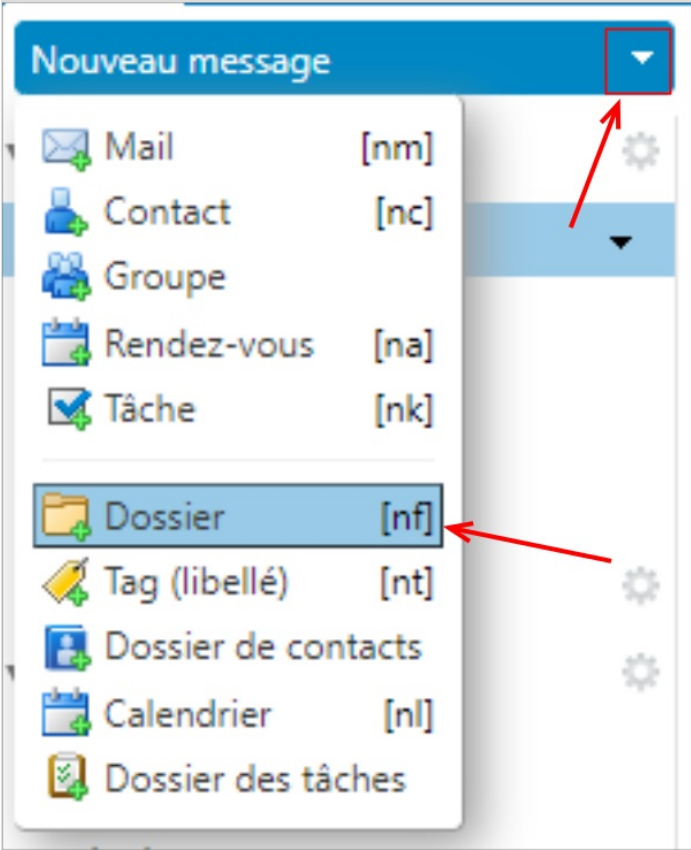 Nouveau message
Mail [nm]
Contact [nc]
Groupe
Rendez-vous [na]
Tâche [nk]
Dossier [nf]
Tag (libellé) [nt]
Dossier de contacts
Calendrier [nl]
Dossier des tâches